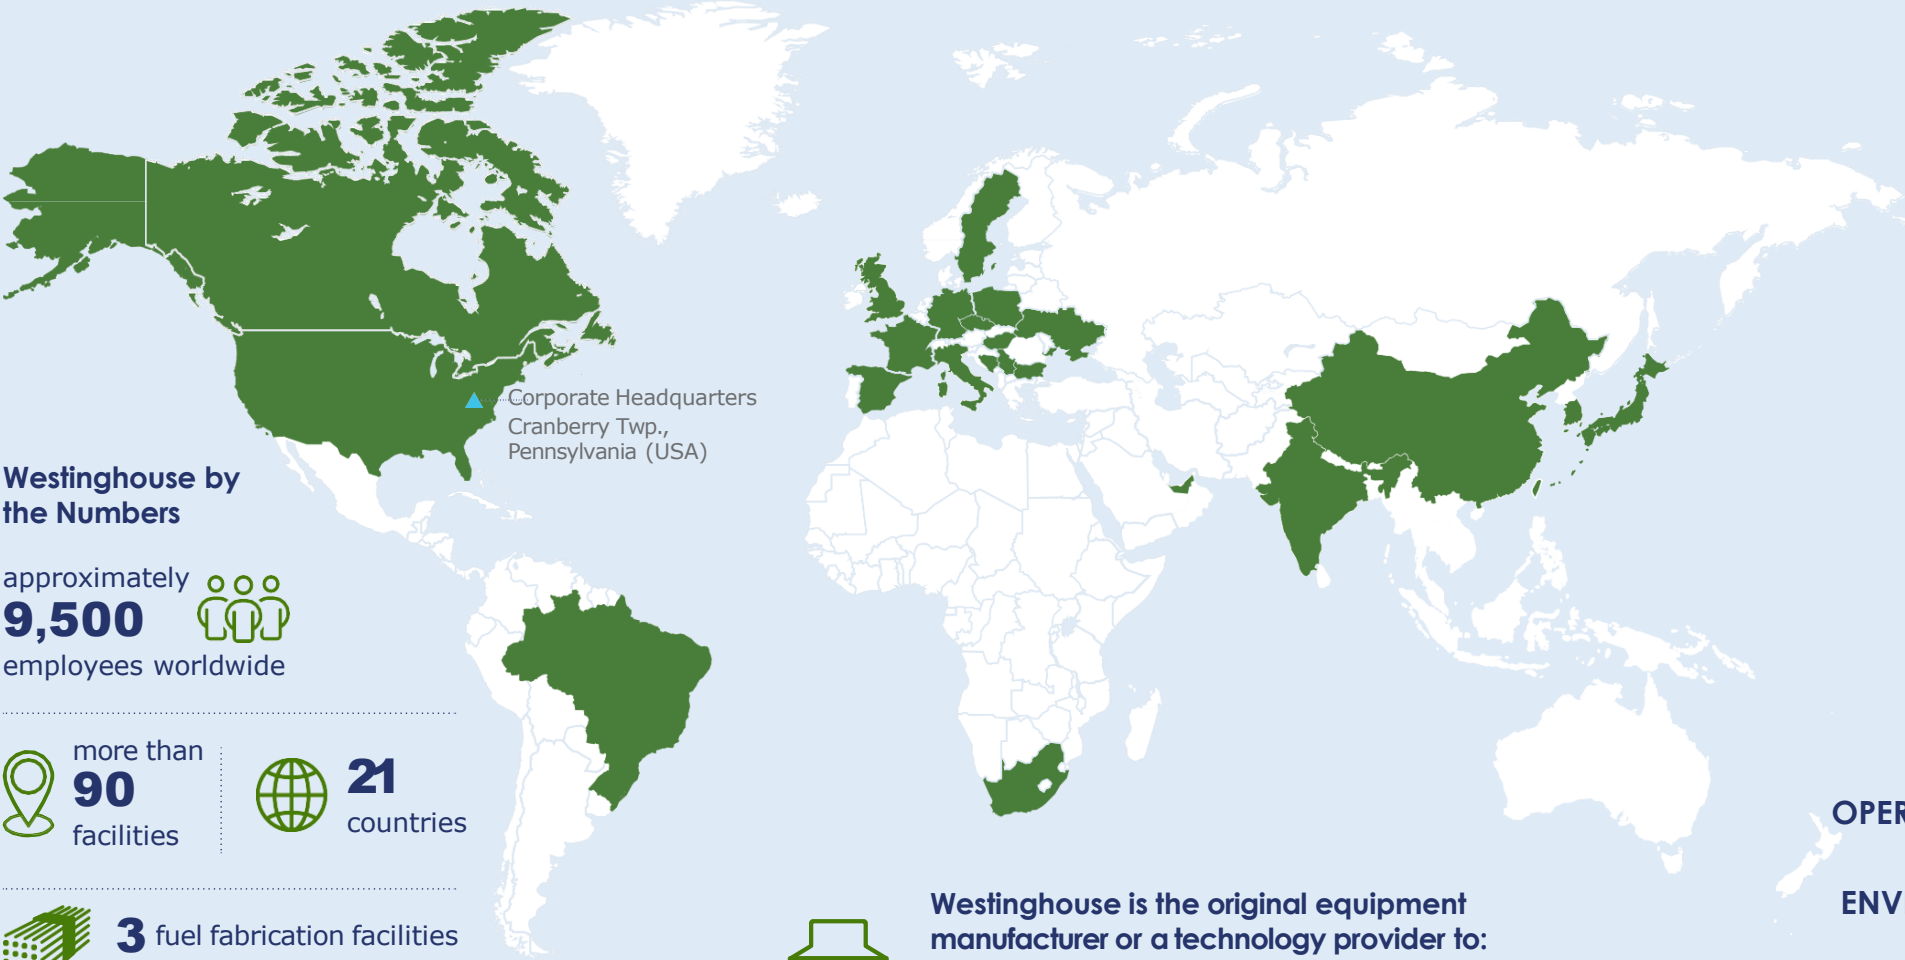 Corporate Headquarters
Cranberry Twp.,
Pennsylvania (USA)
Westinghouse by
the Numbers
approximately
9,500
employees worldwide
more than
90
facilities
21
countries
3 fuel fabrication facilities
Westinghouse is the original equipment
manufacturer or a technology provider to:
OPER
ENV